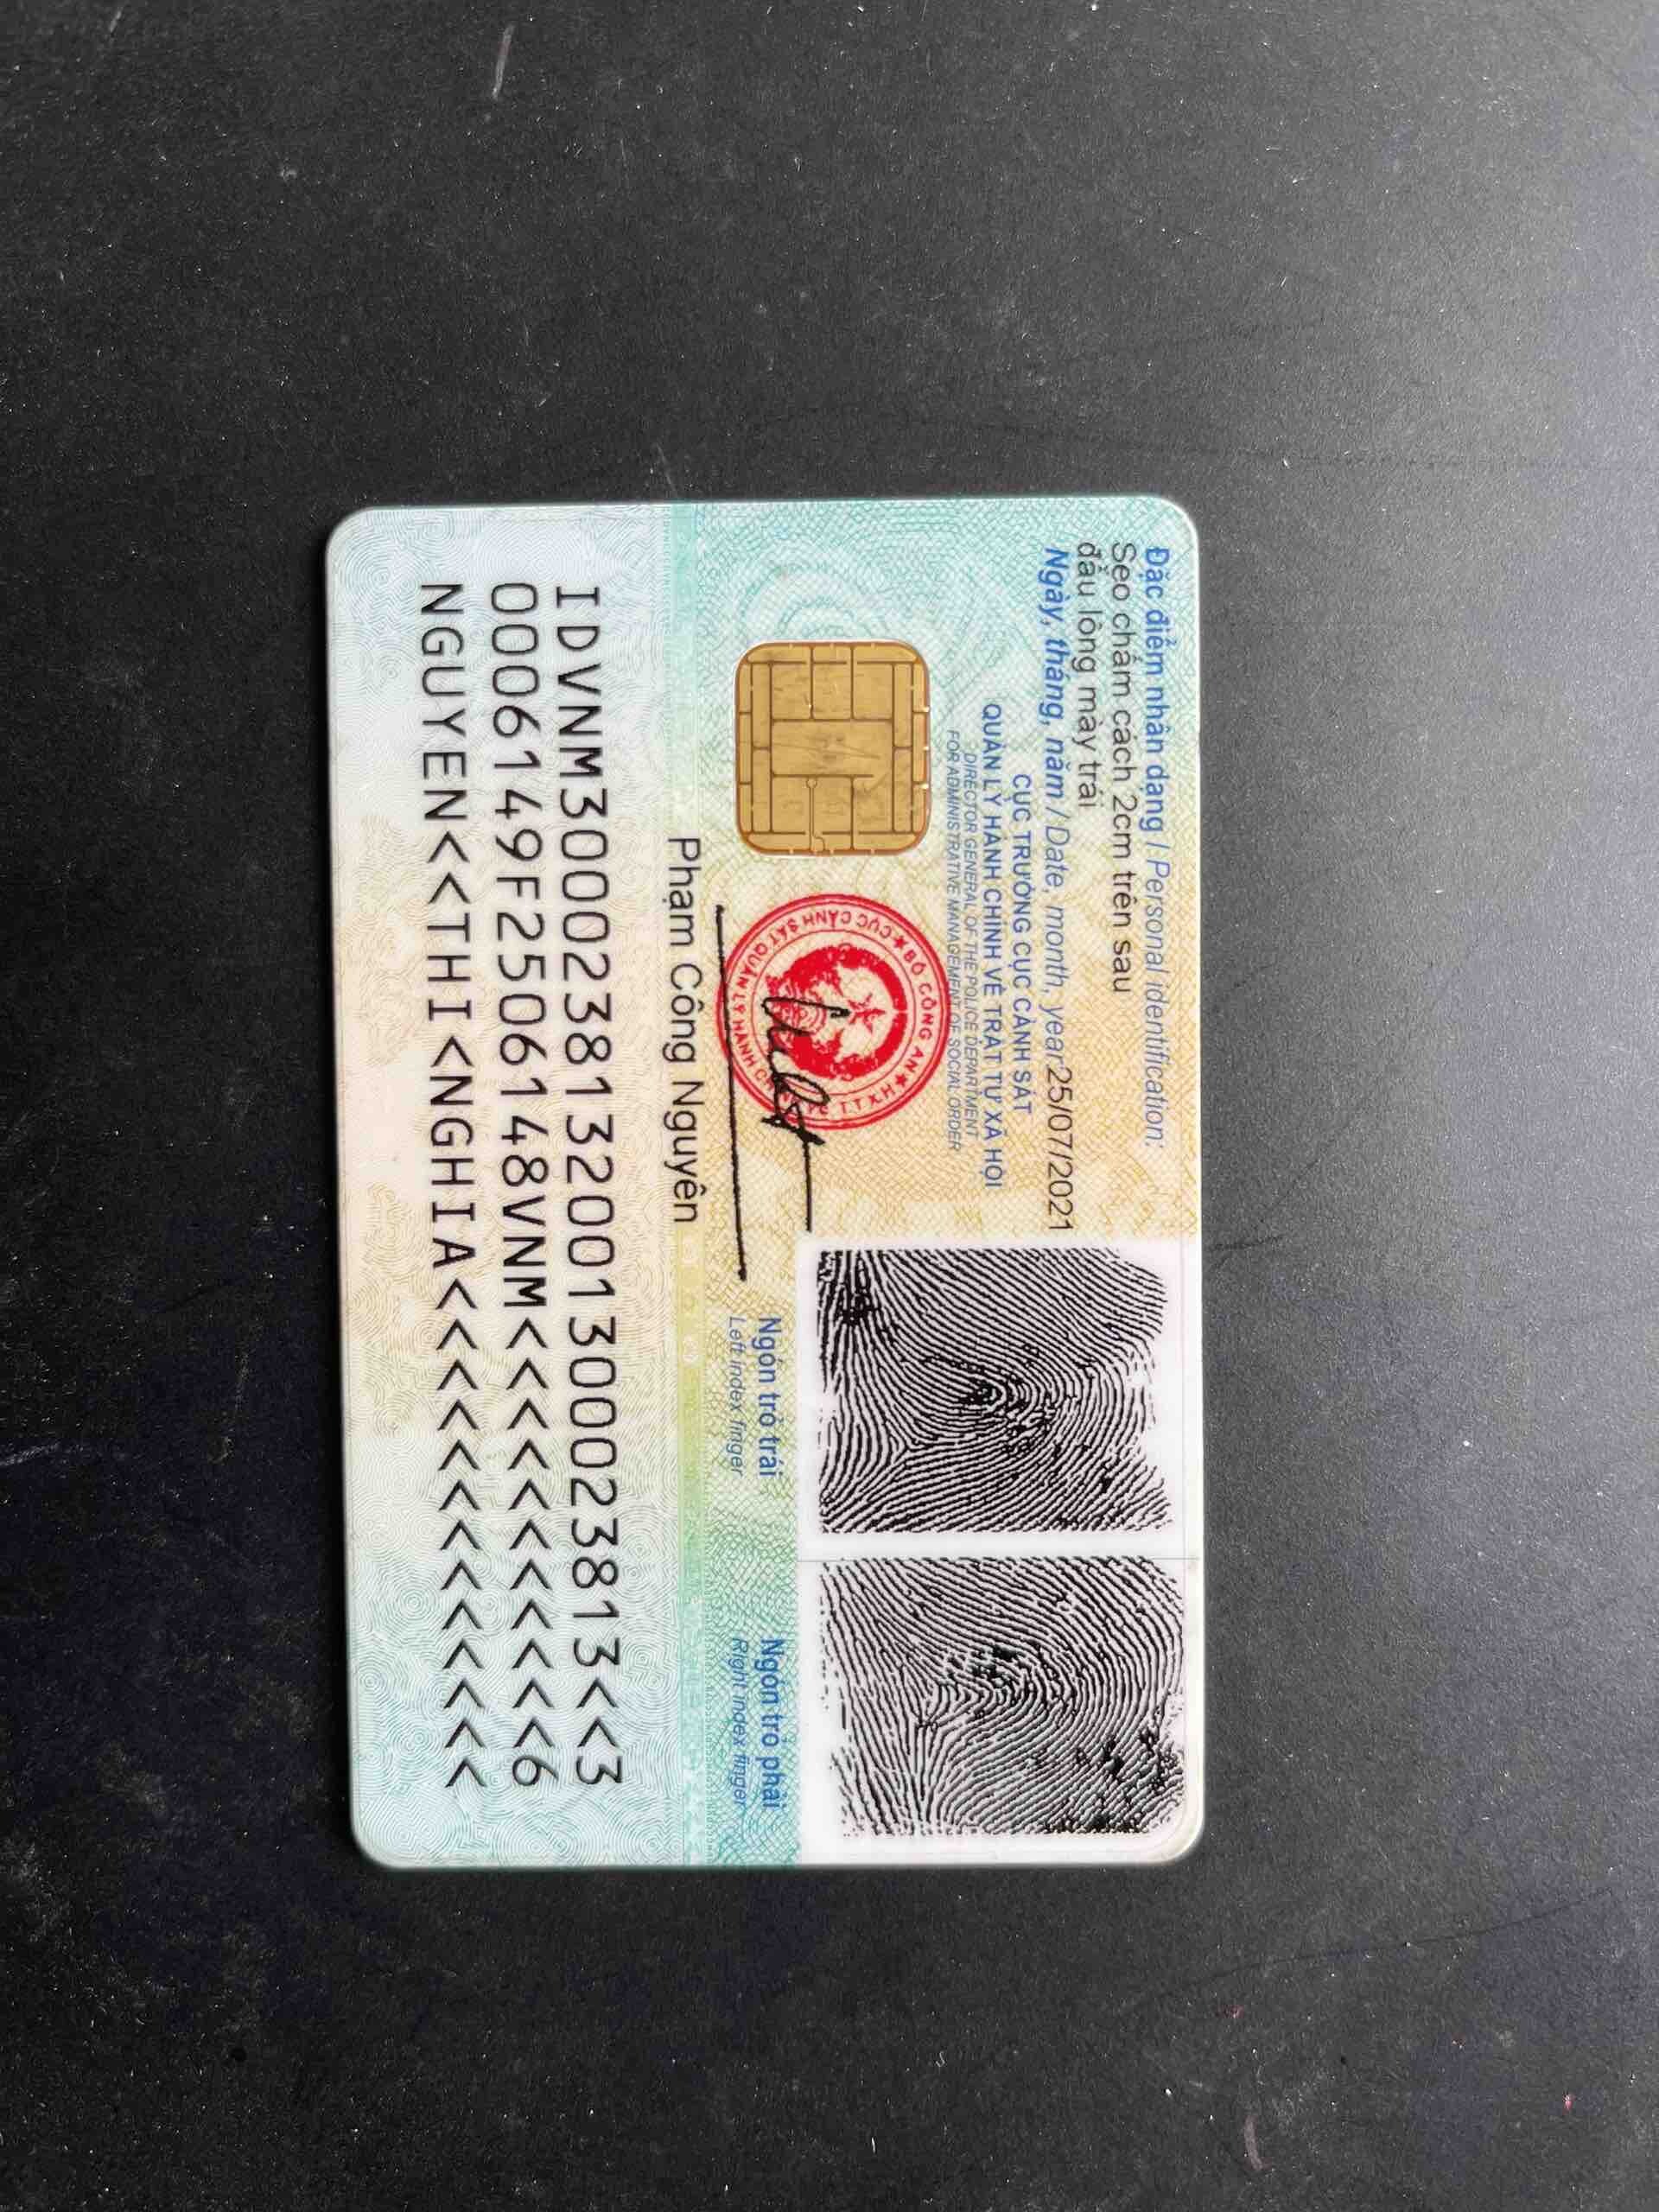 Đặc điểm nhân dạng / Personal identification:
Sẹo chấm cách 2cm trên sau
đầu lông mày trái
Ngày, tháng, năm / Date, month, year: 25/07/2021
CỤC TRƯỞNG CỤC CẢNH SÁT
QUẢN LÝ HÀNH CHÍNH VỀ TRẬT TỰ XÃ HỘI
DIRECTOR GENERAL OF THE POLICE DEPARTMENT
FOR ADMINISTRATIVE MANAGEMENT OF SOCIAL ORDER
BỘ CÔNG AN
Phạm Công Nguyên
Ngón trỏ trái
Left index finger
Ngón trỏ phải
Right index finger
IDVNM3000238132001300023813<<3
0006149F2506148VNM<<<<<<<<<<<6
NGUYEN<<THI<NGHIA<<<<<<<<<<<<<